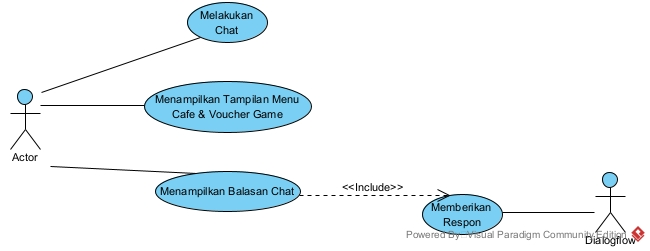 Melakukan
Chat
Menampilkan Tampilan Menu
Cafe & Voucher Game
Actor
Menampilkan Balasan Chat
<<Include>>
Memberikan
Respon
Powered By Visual Paradigm Community Edition
Dialogflow